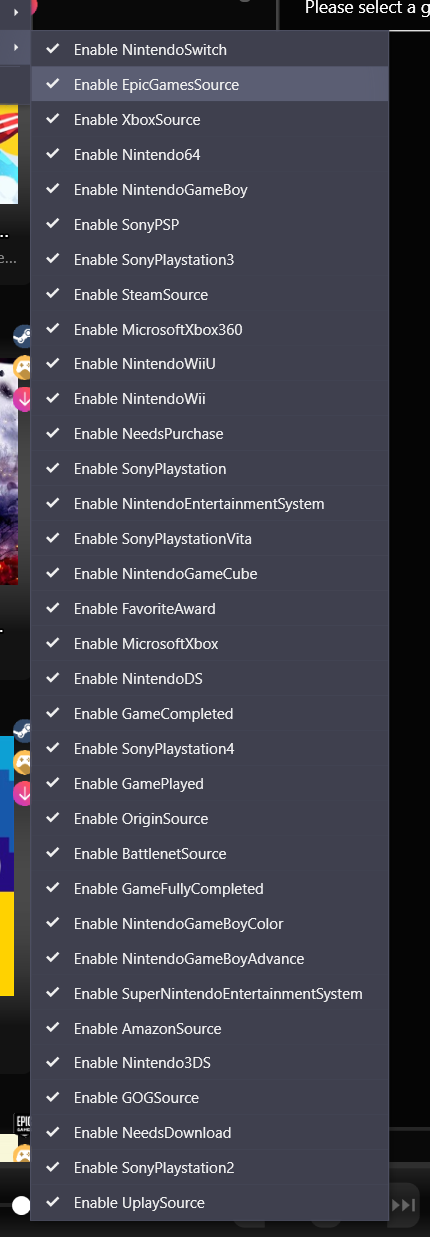 Please select a g
Enable NintendoSwitch
Enable EpicGamesSource
Enable XboxSource
Enable Nintendo64
Enable NintendoGameBoy
Enable SonyPSP
Enable SonyPlaystation3
Enable SteamSource
Enable MicrosoftXbox360
Enable NintendoWiiU
Enable NintendoWii
Enable NeedsPurchase
Enable SonyPlaystation
Enable NintendoEntertainmentSystem
Enable SonyPlaystationVita
Enable NintendoGameCube
Enable FavoriteAward
Enable MicrosoftXbox
Enable NintendoDS
Enable GameCompleted
Enable SonyPlaystation4
Enable GamePlayed
Enable OriginSource
Enable BattlenetSource
Enable GameFullyCompleted
Enable NintendoGameBoyColor
Enable NintendoGameBoyAdvance
Enable SuperNintendoEntertainmentSystem
Enable AmazonSource
Enable Nintendo3DS
Enable GOGSource
Enable NeedsDownload
Enable SonyPlaystation2
Enable UplaySource